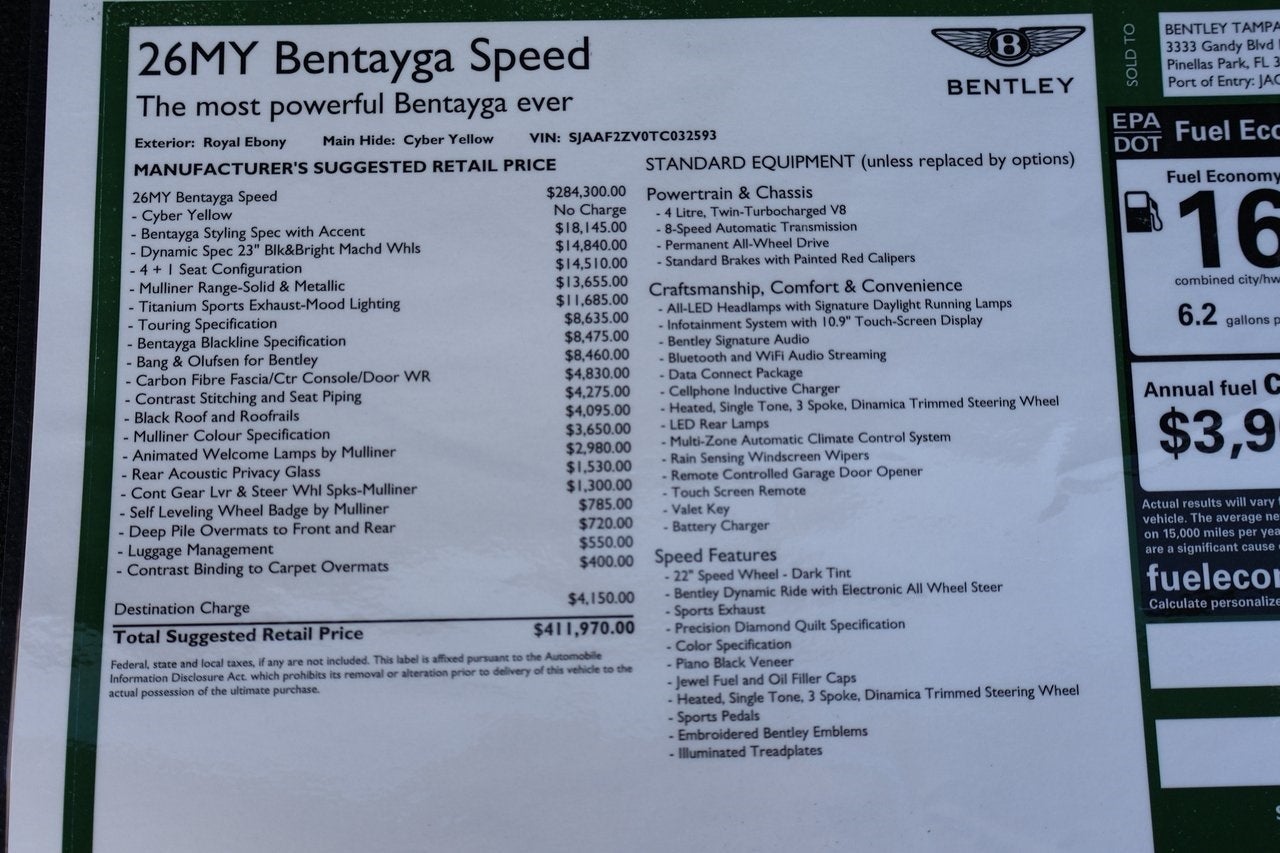 26MY Bentayga Speed
The most powerful Bentayga ever
Exterior: Royal Ebony Main Hide: Cyber Yellow VIN: SJAAF2ZV0TC032593
MANUFACTURER'S SUGGESTED RETAIL PRICE
26MY Bentayga Speed $284,300.00
- Cyber Yellow No Charge
- Bentayga Styling Spec with Accent $18,145.00
- Dynamic Spec 23" Blk&Bright Machd Whls $14,840.00
- 4 + 1 Seat Configuration $14,510.00
- Mulliner Range-Solid & Metallic $13,655.00
- Titanium Sports Exhaust-Mood Lighting $11,685.00
- Touring Specification $8,635.00
- Bentayga Blackline Specification $8,475.00
- Bang & Olufsen for Bentley $8,460.00
- Carbon Fibre Fascia/Ctr Console/Door WR $4,830.00
- Contrast Stitching and Seat Piping $4,275.00
- Black Roof and Roofrails $4,095.00
- Mulliner Colour Specification $3,650.00
- Animated Welcome Lamps by Mulliner $2,980.00
- Rear Acoustic Privacy Glass $1,530.00
- Cont Gear Lvr & Steer Whl Spks-Mulliner $1,300.00
- Self Leveling Wheel Badge by Mulliner $785.00
- Deep Pile Overmats to Front and Rear $720.00
- Luggage Management $550.00
- Contrast Binding to Carpet Overmats $400.00
Destination Charge $4,150.00
Total Suggested Retail Price $411,970.00
Federal, state and local taxes, if any are not included. This label is affixed pursuant to the Automobile
Information Disclosure Act. which prohibits its removal or alteration prior to delivery of this vehicle to the
actual possession of the ultimate purchase.
B
BENTLEY
STANDARD EQUIPMENT (unless replaced by options)
Powertrain & Chassis
- 4 Litre, Twin-Turbocharged V8
- 8-Speed Automatic Transmission
- Permanent All-Wheel Drive
- Standard Brakes with Painted Red Calipers
Craftsmanship, Comfort & Convenience
- All-LED Headlamps with Signature Daylight Running Lamps
- Infotainment System with 10.9" Touch-Screen Display
- Bentley Signature Audio
- Bluetooth and WiFi Audio Streaming
- Data Connect Package
- Cellphone Inductive Charger
- Heated, Single Tone, 3 Spoke, Dinamica Trimmed Steering Wheel
- LED Rear Lamps
- Multi-Zone Automatic Climate Control System
- Rain Sensing Windscreen Wipers
- Remote Controlled Garage Door Opener
- Touch Screen Remote
- Valet Key
- Battery Charger
Speed Features
- 22" Speed Wheel - Dark Tint
- Bentley Dynamic Ride with Electronic All Wheel Steer
- Sports Exhaust
- Precision Diamond Quilt Specification
- Color Specification
- Piano Black Veneer
- Jewel Fuel and Oil Filler Caps
- Heated, Single Tone, 3 Spoke, Dinamica Trimmed Steering Wheel
- Sports Pedals
- Embroidered Bentley Emblems
- Illuminated Treadplates
SOLD TO
BENTLEY TAMPA
3333 Gandy Blvd
Pinellas Park, FL 3
Port of Entry: JAC
EPA
DOT
Fuel Eco
Fuel Economy
16
combined city/hw
6.2 gallons p
Annual fuel C
$3,9
Actual results will vary
vehicle. The average ne
on 15,000 miles per yea
are a significant cause
fuelecon
Calculate personalize